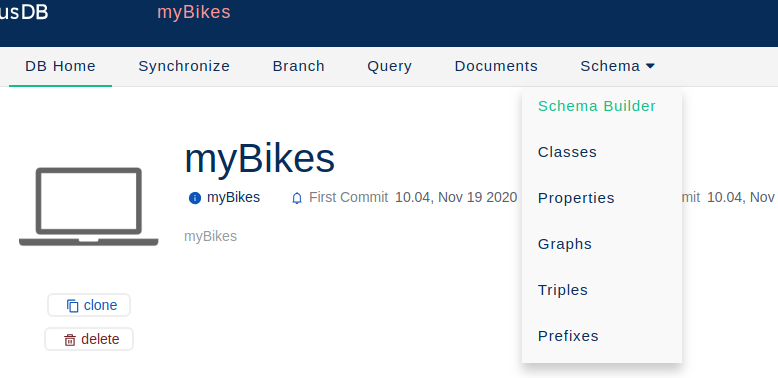 usDB myBikes
DB Home Synchronize Branch Query Documents Schema
Schema Builder
Classes
Properties
Graphs
Triples
Prefixes
myBikes
myBikes First Commit 10.04, Nov 19 2020 mit 10.04, Nov
myBikes
clone
delete